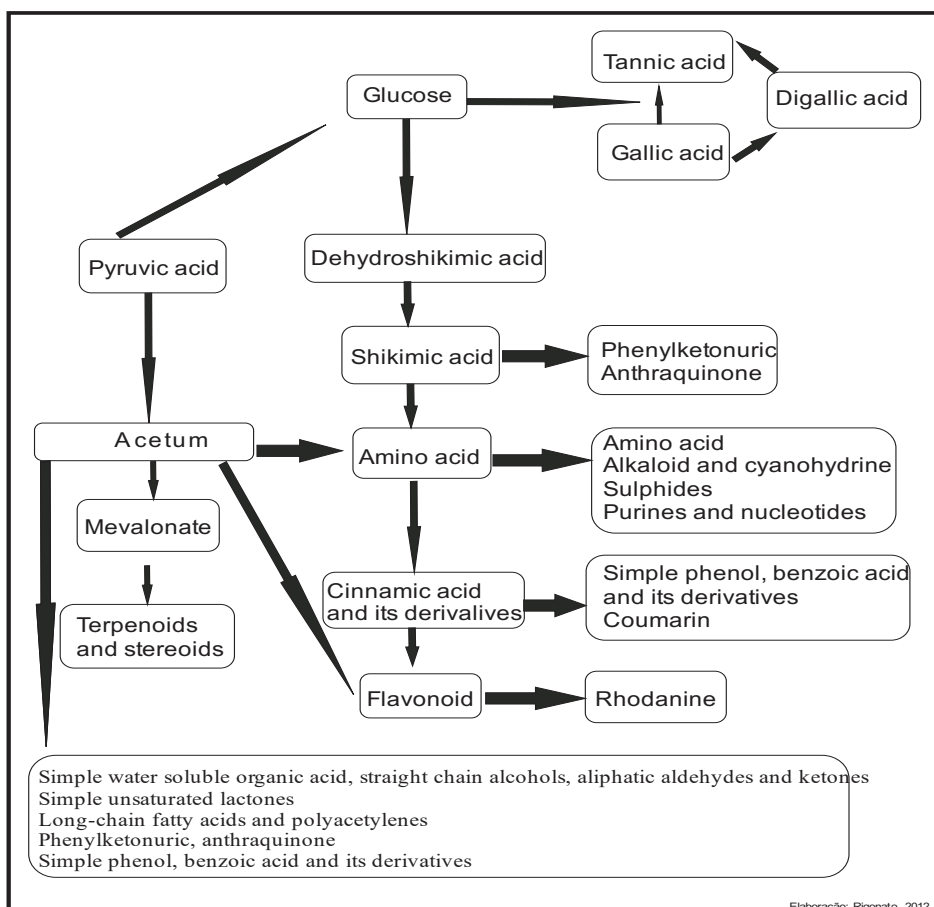 Tannic acid
Glucose
Digallic acid
Gallic acid
Pyruvic acid
Dehydroshikimic acid
Shikimic acid
Phenylketonuric
Anthraquinone
Acetum
Amino acid
Amino acid
Alkaloid and cyanohydrine
Sulphides
Purines and nucleotides
Mevalonate
Cinnamic acid
and its derivalives
Simple phenol, benzoic acid
and its derivatives
Coumarin
Terpenoids
and stereoids
Flavonoid
Rhodanine
Simple water soluble organic acid, straight chain alcohols, aliphatic aldehydes and ketones
Simple unsaturated lactones
Long-chain fatty acids and polyacetylenes
Phenylketonuric, anthraquinone
Simple phenol, benzoic acid and its derivatives
Elaboração: Rigonato, 2012